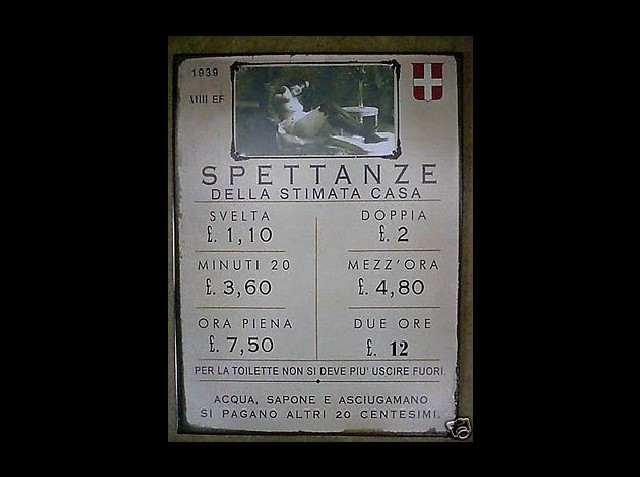 1939
VIIII EF
SPETTANZE
DELLA STIMATA CASA
SVELTA
£. 1,10
DOPPIA
£. 2
MINUTI 20
£. 3,60
MEZZ'ORA
£. 4,80
ORA PIENA
£. 7,50
DUE ORE
£. 12
PER LA TOILETTE NON SI DEVE PIU' USCIRE FUORI.
ACQUA, SAPONE E ASCIUGAMANO
SI PAGANO ALTRI 20 CENTESIMI.